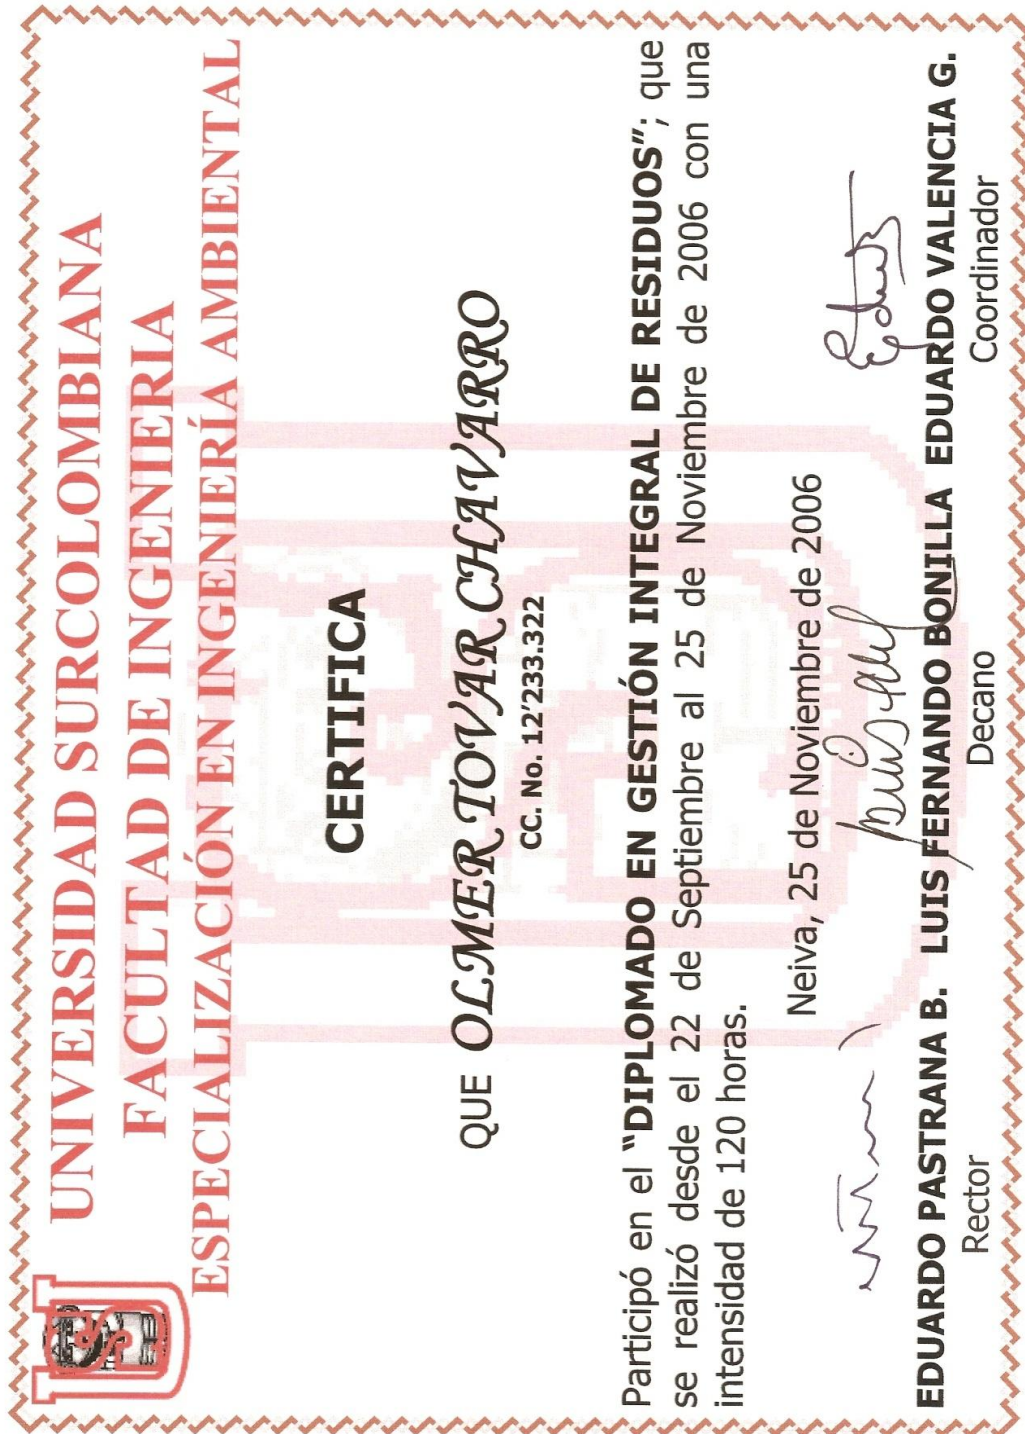 UNIVERSIDAD SURCOLOMBIANA
FACULTAD DE INGENIERIA
ESPECIALIZACIÓN EN INGENIERÍA AMBIENTAL
CERTIFICA
QUE OLMER TOVAR CHAVARRO
CC. No. 12'233.322
Participó en el "DIPLOMADO EN GESTIÓN INTEGRAL DE RESIDUOS"; que
se realizó desde el 22 de Septiembre al 25 de Noviembre de 2006 con una
intensidad de 120 horas.
Neiva, 25 de Noviembre de 2006
EDUARDO PASTRANA B. LUIS FERNANDO BONILLA EDUARDO VALENCIA G.
Rector Decano Coordinador